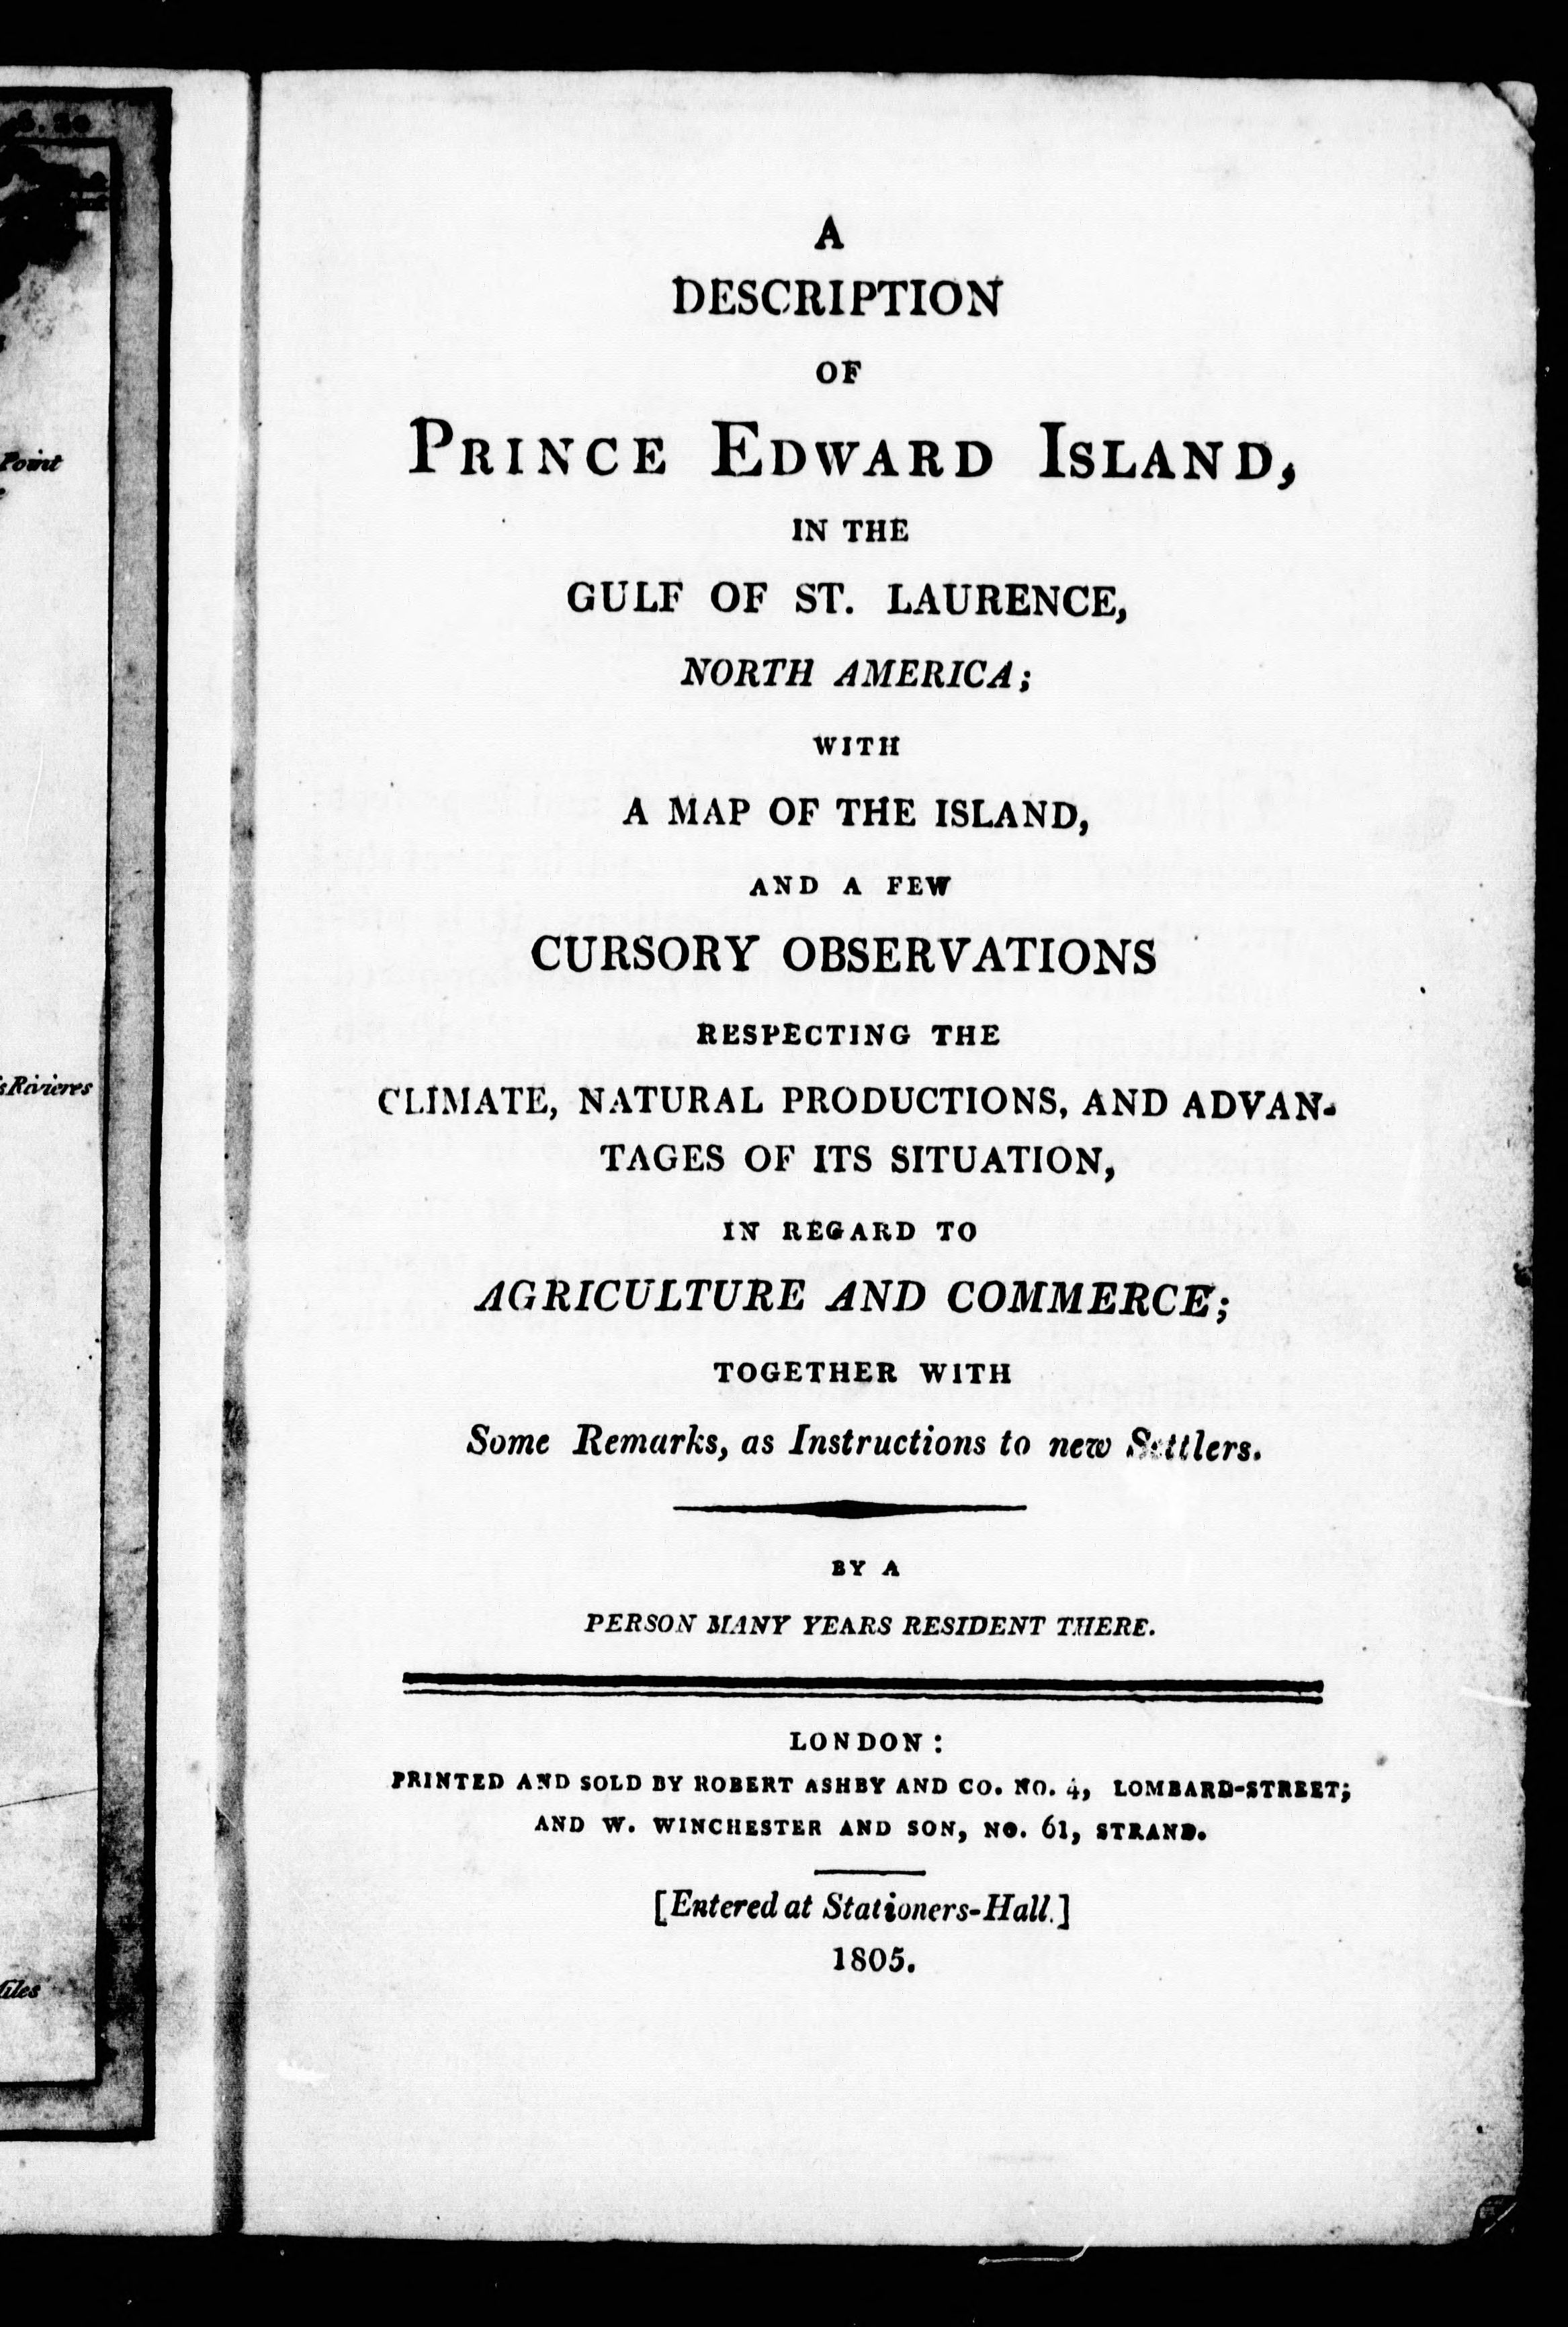 Point
Rivieres
A
DESCRIPTION
OF
PRINCE EDWARD ISLAND,
IN THE
GULF OF ST. LAURENCE,
NORTH AMERICA;
WITH
A MAP OF THE ISLAND,
AND A FEW
CURSORY OBSERVATIONS
RESPECTING THE
CLIMATE, NATURAL PRODUCTIONS, AND ADVAN-
TAGES OF ITS SITUATION,
IN REGARD TO
AGRICULTURE AND COMMERCE;
TOGETHER WITH
Some Remarks, as Instructions to new Settlers.
BY A
PERSON MANY YEARS RESIDENT THERE.
LONDON:
PRINTED AND SOLD BY ROBERT ASHBY AND CO. NO. 4, LOMBARD-STREET;
AND W. WINCHESTER AND SON, NO. 61, STRAND.
[Entered at Stationers-Hall.]
1805.